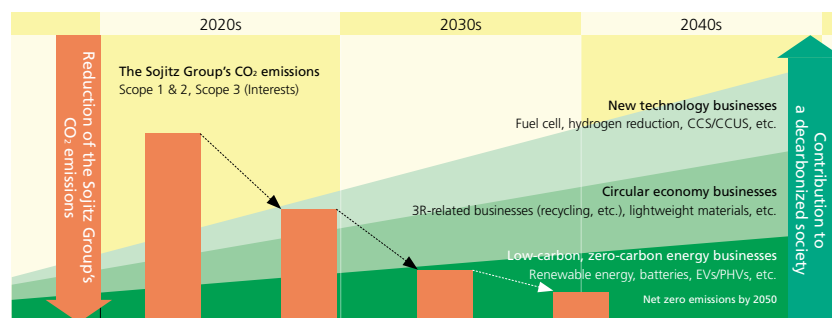 2020s
2030s
2040s
Reduction of the Sojitz Group's
CO₂ emissions
The Sojitz Group's CO₂ emissions
Scope 1 & 2, Scope 3 (Interests)
New technology businesses
Fuel cell, hydrogen reduction, CCS/CCUS, etc.
Circular economy businesses
3R-related businesses (recycling, etc.), lightweight materials, etc.
Low-carbon, zero-carbon energy businesses
Renewable energy, batteries, EVs/PHVs, etc.
Net zero emissions by 2050
Contribution to
a decarbonized society